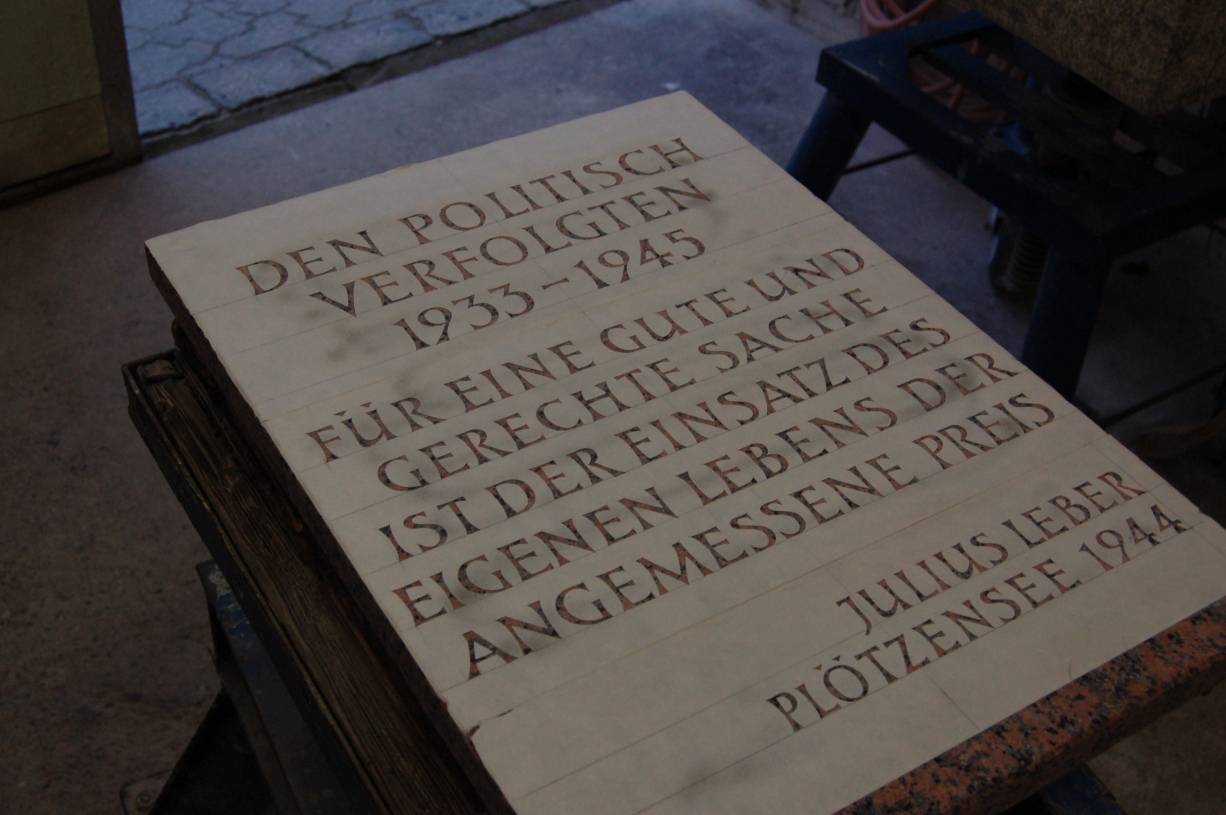 DEN POLITISCH
VERFOLGTEN
1933–1945
FÜR EINE GUTE UND
GERECHTE SACHE
IST DER EINSATZ DES
EIGENEN LEBENS DER
ANGEMESSENE PREIS
JULIUS LEBER
PLÖTZENSEE 1944